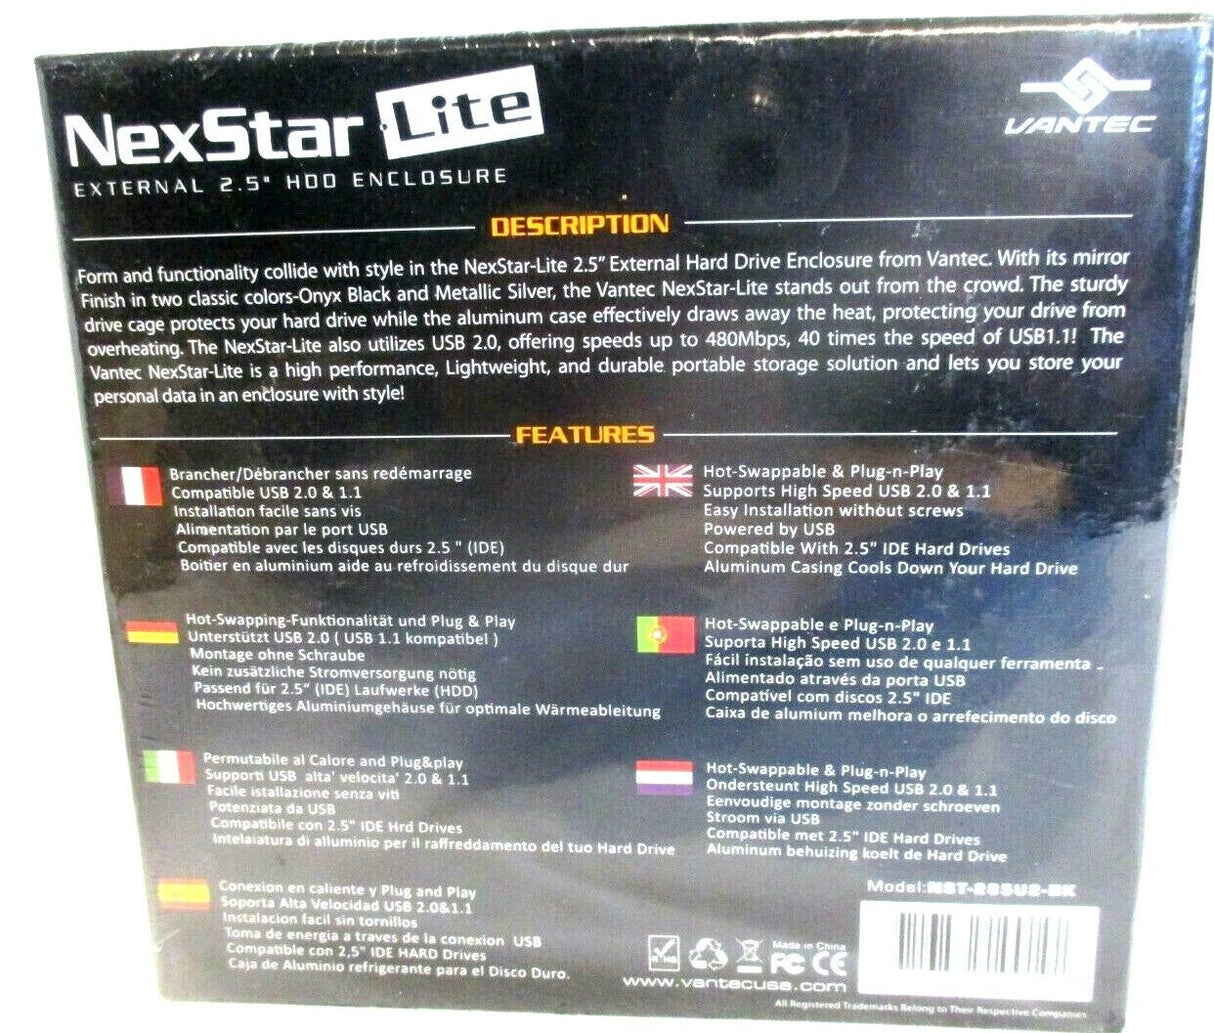 NexStar Lite
EXTERNAL 2.5" HDD ENCLOSURE
VANTEC
DESCRIPTION
Form and functionality collide with style in the NexStar-Lite 2.5" External Hard Drive Enclosure from Vantec. With its mirror
Finish in two classic colors-Onyx Black and Metallic Silver, the Vantec NexStar-Lite stands out from the crowd. The sturdy
drive cage protects your hard drive while the aluminum case effectively draws away the heat, protecting your drive from
overheating. The NexStar-Lite also utilizes USB 2.0, offering speeds up to 480Mbps, 40 times the speed of USB1.1! The
Vantec NexStar-Lite is a high performance, Lightweight, and durable portable storage solution and lets you store your
personal data in an enclosure with style!
FEATURES
Brancher/Débrancher sans redémarrage
Compatible USB 2.0 & 1.1
Installation facile sans vis
Alimentation par le port USB
Compatible avec les disques durs 2.5 " (IDE)
Boitier en aluminium aide au refroidissement du disque dur
Hot-Swappable & Plug-n-Play
Supports High Speed USB 2.0 & 1.1
Easy Installation without screws
Powered by USB
Compatible With 2.5" IDE Hard Drives
Aluminum Casing Cools Down Your Hard Drive
Hot-Swapping-Funktionalität und Plug & Play
Unterstützt USB 2.0 ( USB 1.1 kompatibel )
Montage ohne Schraube
Kein zusätzliche Stromversorgung nötig
Passend für 2.5" (IDE) Laufwerke (HDD)
Hochwertiges Aluminiumgehäuse für optimale Wärmeableitung
Hot-Swappable e Plug-n-Play
Suporta High Speed USB 2.0 e 1.1
Fácil instalação sem uso de qualquer ferramenta
Alimentado através da porta USB
Compatível com discos 2.5" IDE
Caixa de alumium melhora o arrefecimento do disco
Permutabile al Calore and Plug&play
Supporti USB alta' velocita' 2.0 & 1.1
Facile istallazione senza viti
Potenziata da USB
Compatibile con 2.5" IDE Hrd Drives
Intelaiatura di alluminio per il raffreddamento del tuo Hard Drive
Hot-Swappable & Plug-n-Play
Ondersteunt High Speed USB 2.0 & 1.1
Eenvoudige montage zonder schroeven
Stroom via USB
Compatible met 2.5" IDE Hard Drives
Aluminum behuizing koelt de Hard Drive
Conexion en caliente y Plug and Play
Soporta Alta Velocidad USB 2.0&1.1
Instalacion facil sin tornillos
Toma de energia a traves de la conexion USB
Compatible con 2,5" IDE HARD Drives
Caja de Aluminio refrigerante para el Disco Duro.
Model:
RoHS
Made in China
FC CE
www.vantecusa.com
All Registered Trademarks Belong to Their Respective Companies